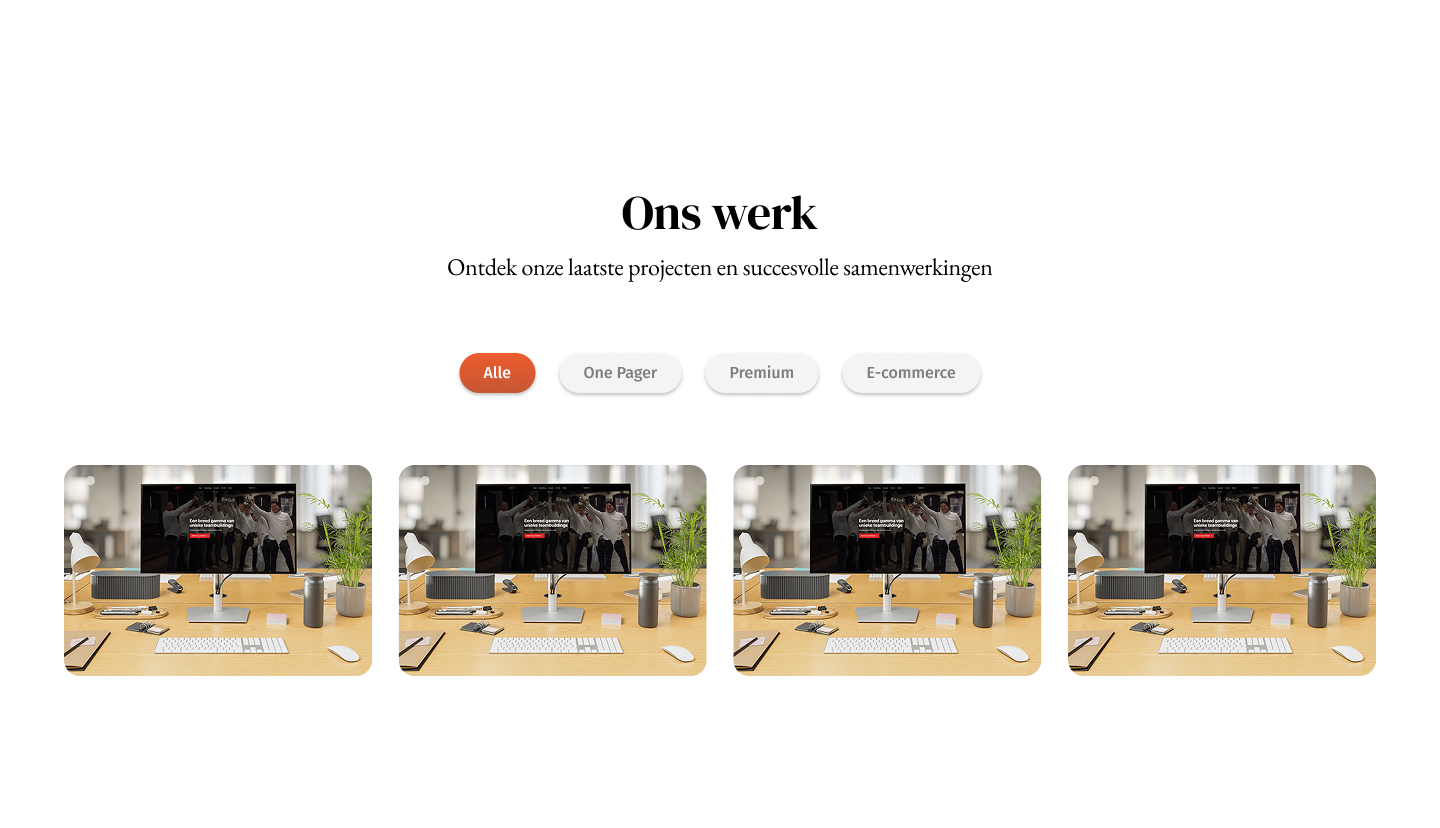 Ons werk
Ontdek onze laatste projecten en succesvolle samenwerkingen
Alle
One Pager
Premium
E-commerce
Een breed gamma van
unieke teambuildings
Een breed gamma van
unieke teambuildings
Een breed gamma van
unieke teambuildings
Een breed gamma van
unieke teambuildings